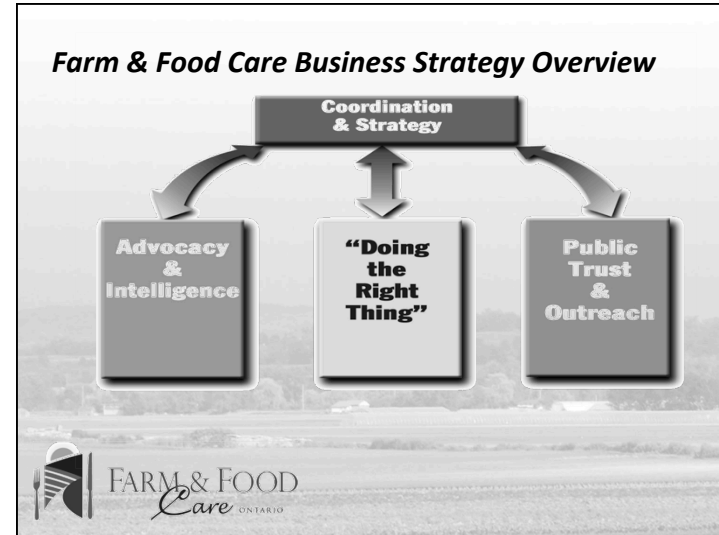 Farm & Food Care Business Strategy Overview
Coordination
& Strategy
Advocacy
&
Intelligence
“Doing
the
Right
Thing”
Public
Trust
&
Outreach
FARM & FOOD
Care ONTARIO